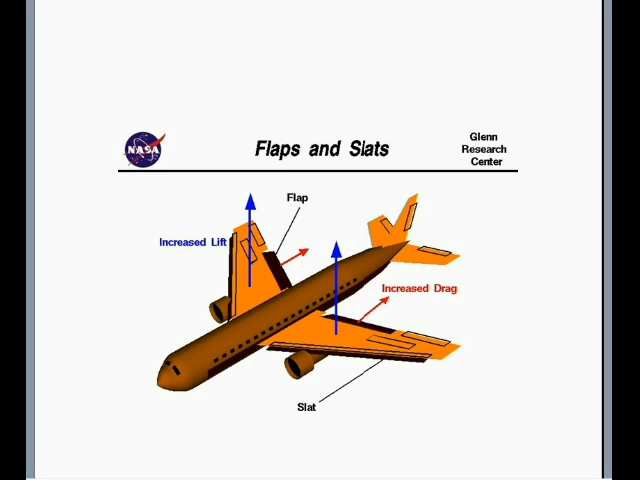 NASA
Flaps and Slats
Glenn
Research
Center
Flap
Increased Lift
Increased Drag
Slat